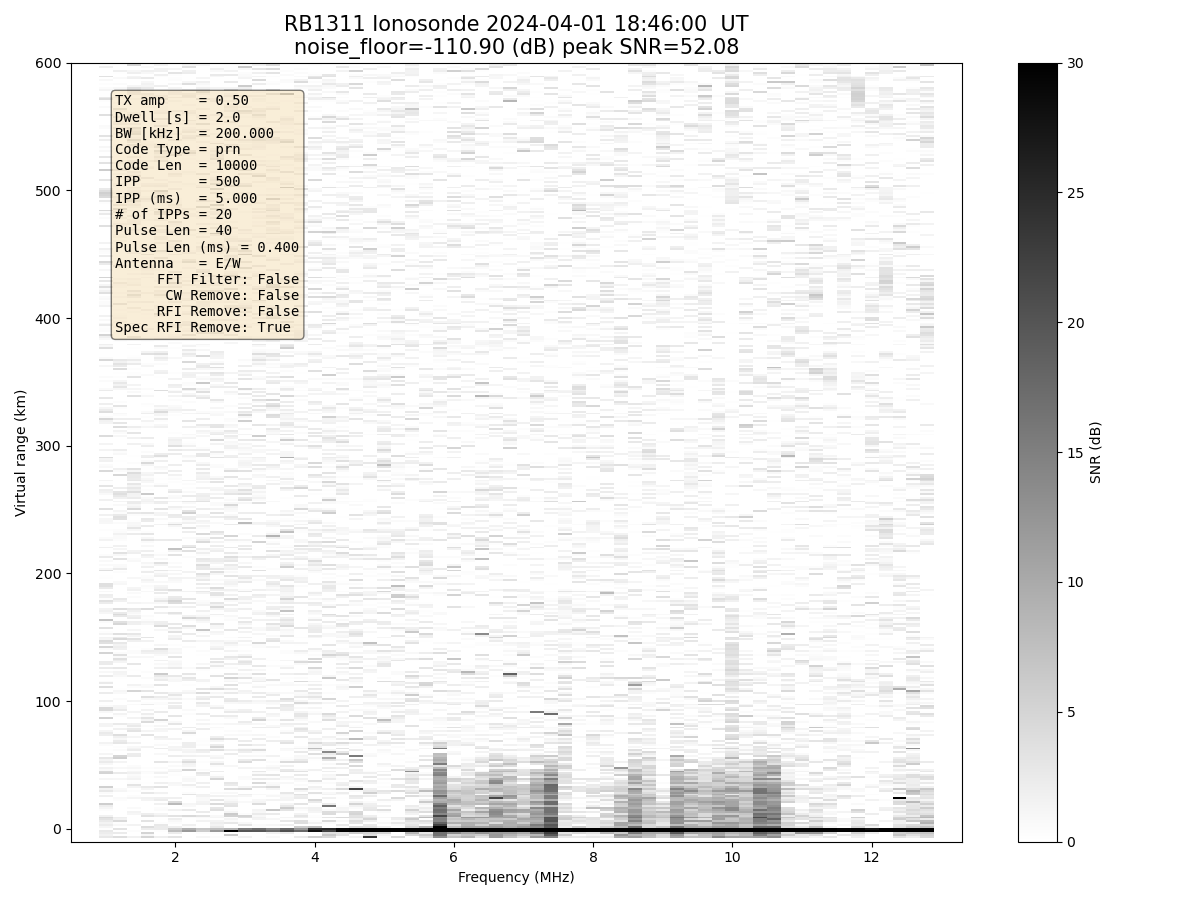 RB1311 Ionosonde 2024-04-01 18:46:00  UT
noise_floor=-110.90 (dB) peak SNR=52.08
TX amp    = 0.50
Dwell [s] = 2.0
BW [kHz]  = 200.000
Code Type = prn
Code Len  = 10000
IPP       = 500
IPP (ms)  = 5.000
# of IPPs = 20
Pulse Len = 40
Pulse Len (ms) = 0.400
Antenna   = E/W
FFT Filter: False
CW Remove: False
RFI Remove: False
Spec RFI Remove: True
600
500
400
300
200
100
0
Virtual range (km)
2
4
6
8
10
12
Frequency (MHz)
30
25
20
15
10
5
0
SNR (dB)